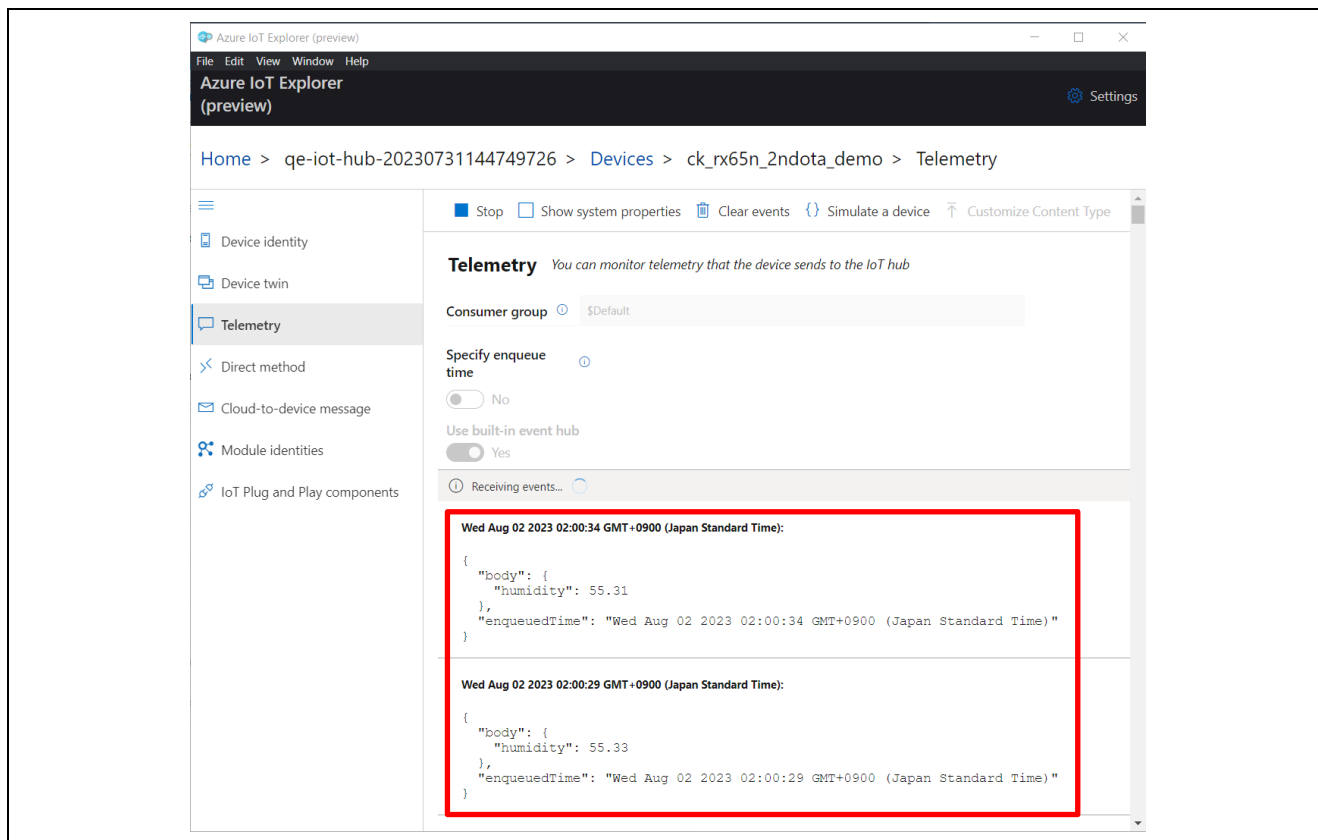 Azure IoT Explorer (preview)
File Edit View Window Help
Azure IoT Explorer
(preview)
Settings
Home > qe-iot-hub-20230731144749726 > Devices > ck_rx65n_2ndota_demo > Telemetry
Stop Show system properties Clear events {} Simulate a device Customize Content Type
Device identity
Device twin
Telemetry
Direct method
Cloud-to-device message
Module identities
IoT Plug and Play components
Telemetry You can monitor telemetry that the device sends to the IoT hub
Consumer group $Default
Specify enqueue
time
No
Use built-in event hub
Yes
Receiving events...
Wed Aug 02 2023 02:00:34 GMT+0900 (Japan Standard Time):
{
"body": {
"humidity": 55.31
},
"enqueuedTime": "Wed Aug 02 2023 02:00:34 GMT+0900 (Japan Standard Time)"
}
Wed Aug 02 2023 02:00:29 GMT+0900 (Japan Standard Time):
{
"body": {
"humidity": 55.33
},
"enqueuedTime": "Wed Aug 02 2023 02:00:29 GMT+0900 (Japan Standard Time)"
}